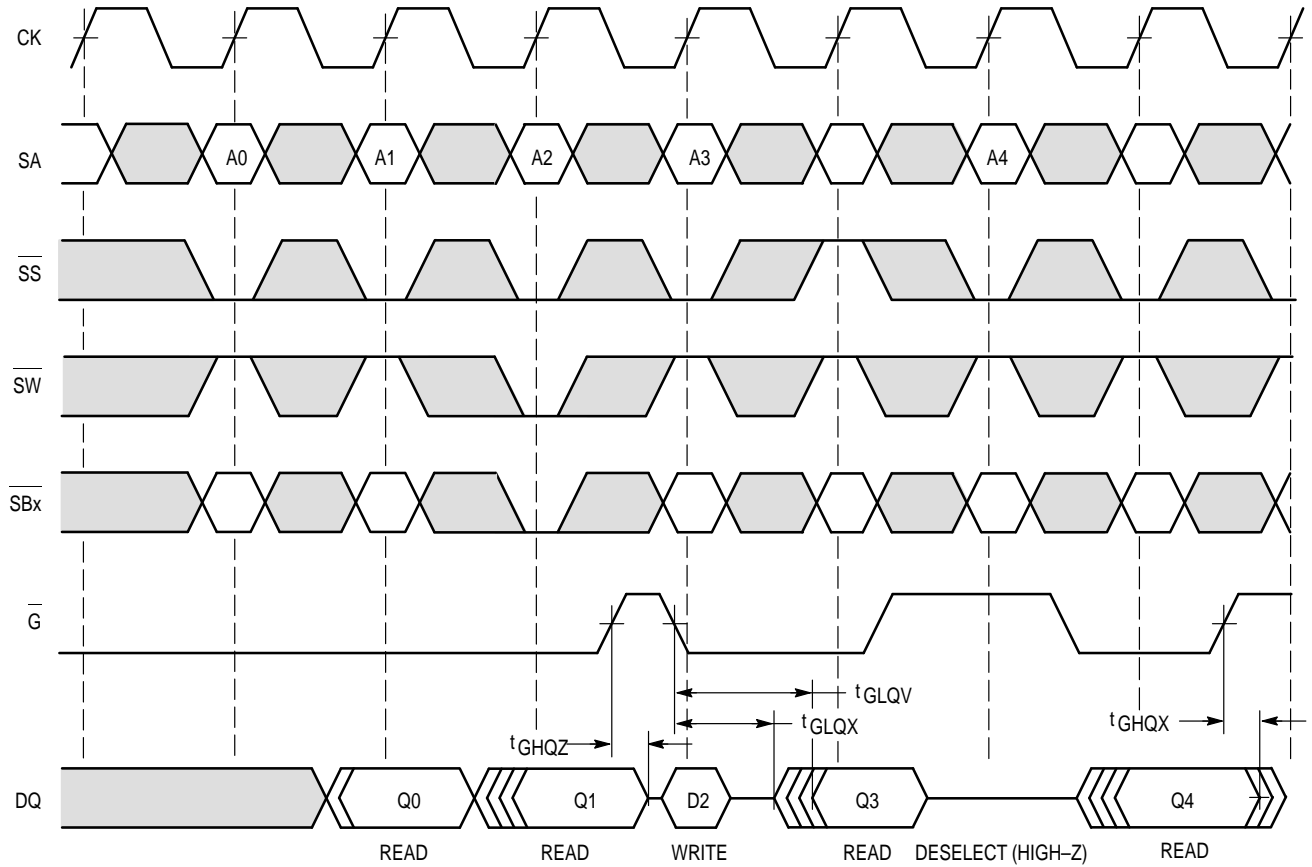 CK
SA
A0 A1 A2 A3 A4
SS
SW
SBx
G
tGLQV
tGLQX
tGHQX
tGHQZ
DQ
Q0 Q1 D2 Q3 Q4
READ READ WRITE READ DESELECT (HIGH–Z) READ